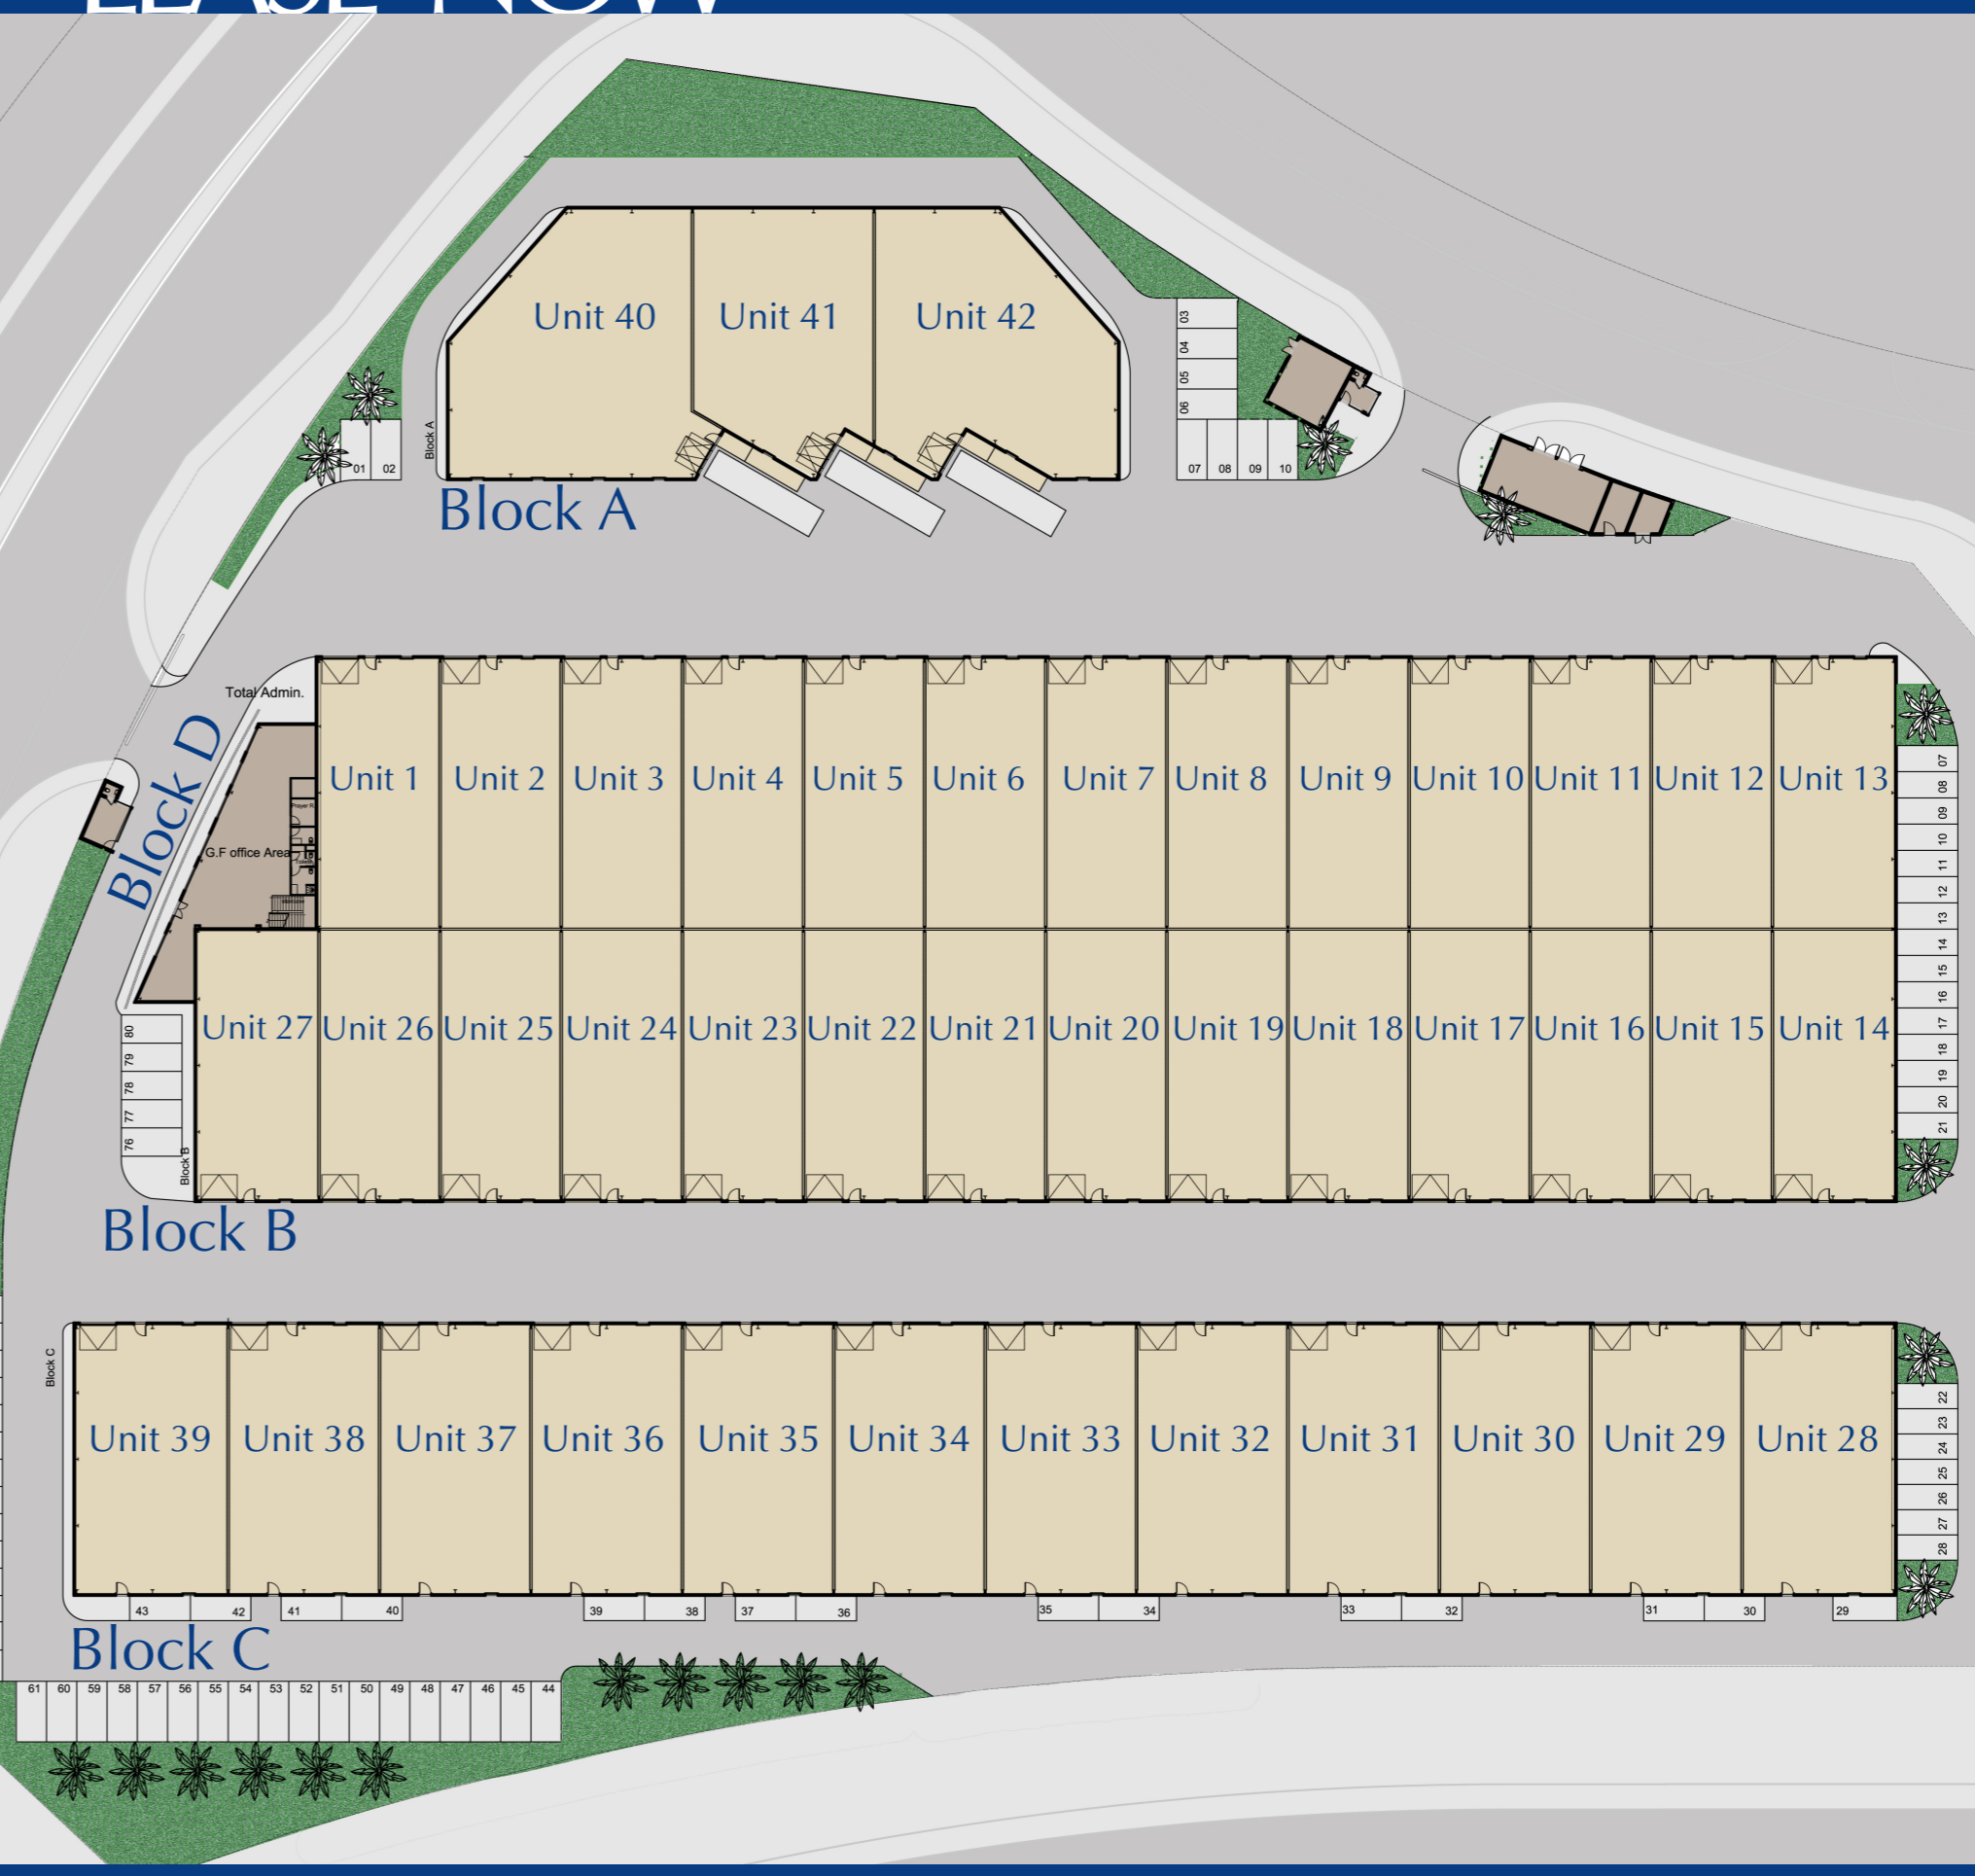 LEASE NOW
Unit 40 Unit 41 Unit 42
03
04
05
06
07 08 09 10
01 02
Block A
Block A
Total Admin.
Block D
Unit 1 Unit 2 Unit 3 Unit 4 Unit 5 Unit 6 Unit 7 Unit 8 Unit 9 Unit 10 Unit 11 Unit 12 Unit 13
Prayer R.
G.F office Area
07
08
09
10
11
12
13
14
15
16
17
18
19
20
21
Unit 27 Unit 26 Unit 25 Unit 24 Unit 23 Unit 22 Unit 21 Unit 20 Unit 19 Unit 18 Unit 17 Unit 16 Unit 15 Unit 14
80
79
78
77
76
Block B
Block B
Block C
Unit 39 Unit 38 Unit 37 Unit 36 Unit 35 Unit 34 Unit 33 Unit 32 Unit 31 Unit 30 Unit 29 Unit 28
22
23
24
25
26
27
28
43 42 41 40 39 38 37 36 35 34 33 32 31 30 29
Block C
61 60 59 58 57 56 55 54 53 52 51 50 49 48 47 46 45 44